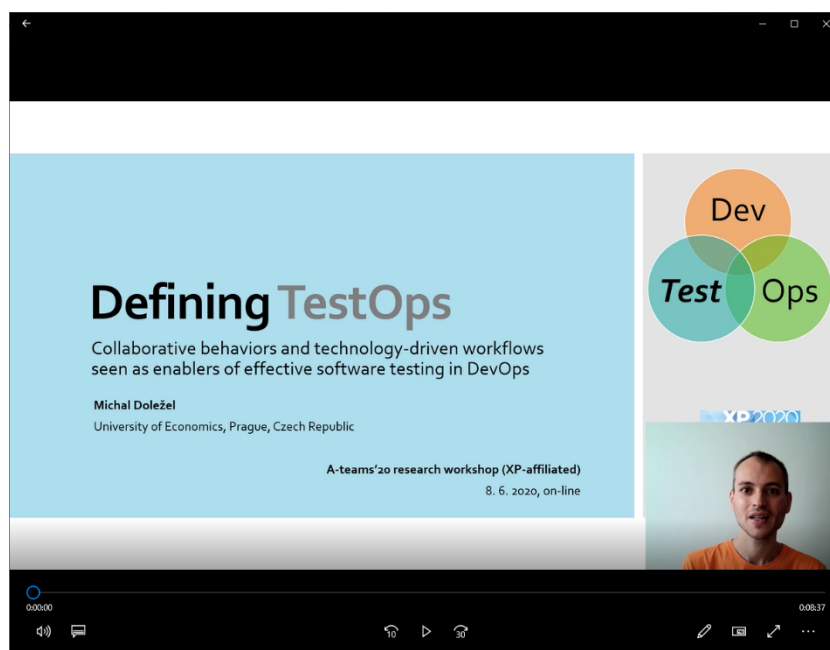 Defining TestOps
Collaborative behaviors and technology-driven workflows
seen as enablers of effective software testing in DevOps
Michal Doležel
University of Economics, Prague, Czech Republic
A-teams'20 research workshop (XP-affiliated)
8. 6. 2020, on-line
Dev
Test
Ops
XP2020
0:00:00
0:08:37
10
30